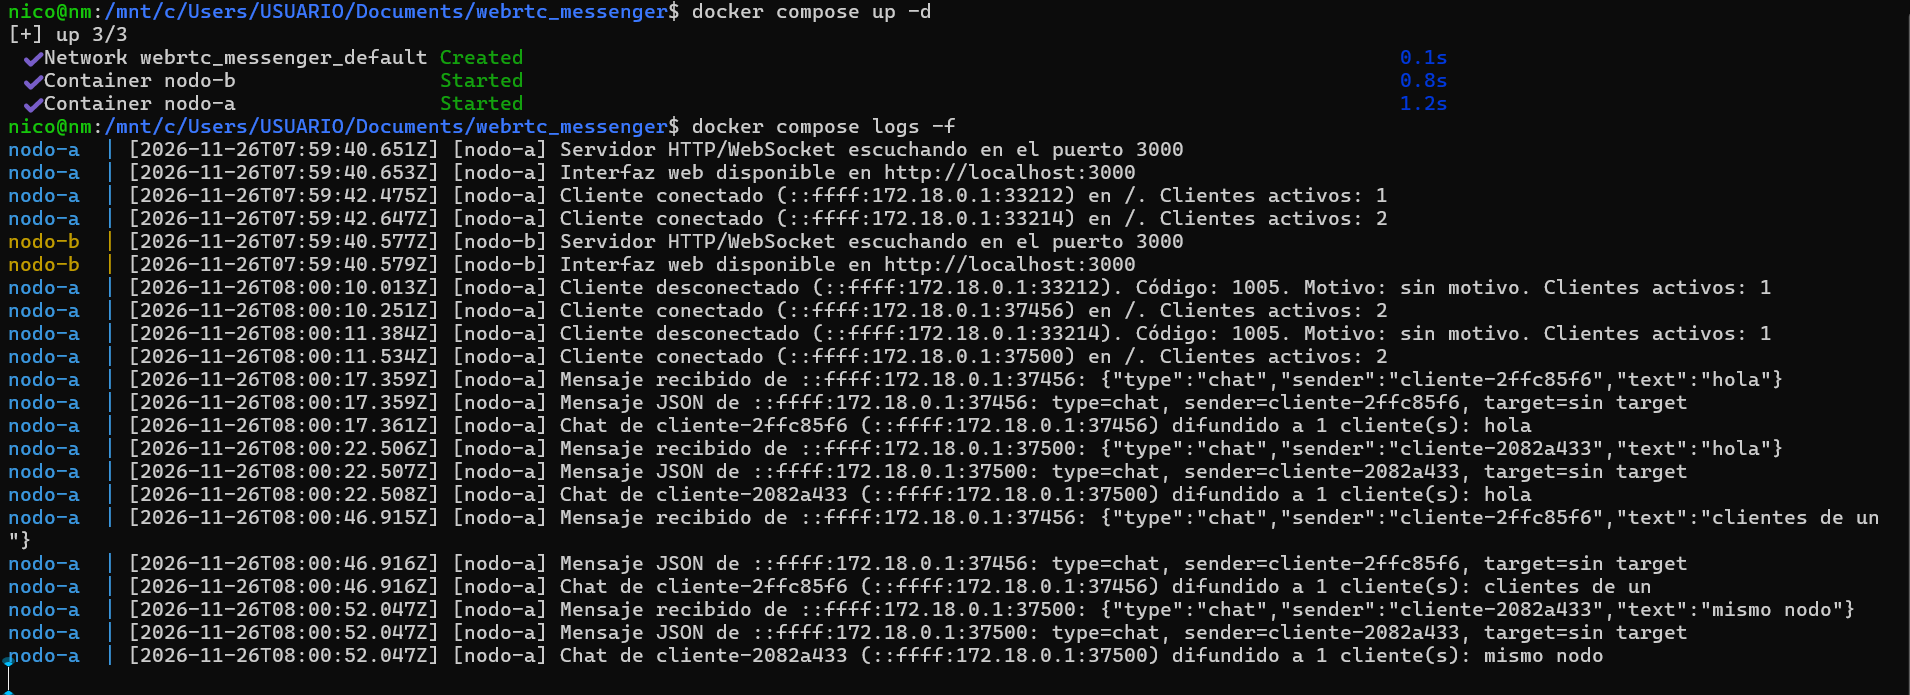 nico@nm:/mnt/c/Users/USUARIO/Documents/webrtc_messenger$ docker compose up -d
[+] up 3/3
✔Network webrtc_messenger_default Created 0.1s
✔Container nodo-b Started 0.8s
✔Container nodo-a Started 1.2s
nico@nm:/mnt/c/Users/USUARIO/Documents/webrtc_messenger$ docker compose logs -f
nodo-a | [2026-11-26T07:59:40.651Z] [nodo-a] Servidor HTTP/WebSocket escuchando en el puerto 3000
nodo-a | [2026-11-26T07:59:40.653Z] [nodo-a] Interfaz web disponible en http://localhost:3000
nodo-a | [2026-11-26T07:59:42.475Z] [nodo-a] Cliente conectado (::ffff:172.18.0.1:33212) en /. Clientes activos: 1
nodo-a | [2026-11-26T07:59:42.647Z] [nodo-a] Cliente conectado (::ffff:172.18.0.1:33214) en /. Clientes activos: 2
nodo-b | [2026-11-26T07:59:40.577Z] [nodo-b] Servidor HTTP/WebSocket escuchando en el puerto 3000
nodo-b | [2026-11-26T07:59:40.579Z] [nodo-b] Interfaz web disponible en http://localhost:3000
nodo-a | [2026-11-26T08:00:10.013Z] [nodo-a] Cliente desconectado (::ffff:172.18.0.1:33212). Código: 1005. Motivo: sin motivo. Clientes activos: 1
nodo-a | [2026-11-26T08:00:10.251Z] [nodo-a] Cliente conectado (::ffff:172.18.0.1:37456) en /. Clientes activos: 2
nodo-a | [2026-11-26T08:00:11.384Z] [nodo-a] Cliente desconectado (::ffff:172.18.0.1:33214). Código: 1005. Motivo: sin motivo. Clientes activos: 1
nodo-a | [2026-11-26T08:00:11.534Z] [nodo-a] Cliente conectado (::ffff:172.18.0.1:37500) en /. Clientes activos: 2
nodo-a | [2026-11-26T08:00:17.359Z] [nodo-a] Mensaje recibido de ::ffff:172.18.0.1:37456: {"type":"chat","sender":"cliente-2ffc85f6","text":"hola"}
nodo-a | [2026-11-26T08:00:17.359Z] [nodo-a] Mensaje JSON de ::ffff:172.18.0.1:37456: type=chat, sender=cliente-2ffc85f6, target=sin target
nodo-a | [2026-11-26T08:00:17.361Z] [nodo-a] Chat de cliente-2ffc85f6 (::ffff:172.18.0.1:37456) difundido a 1 cliente(s): hola
nodo-a | [2026-11-26T08:00:22.506Z] [nodo-a] Mensaje recibido de ::ffff:172.18.0.1:37500: {"type":"chat","sender":"cliente-2082a433","text":"hola"}
nodo-a | [2026-11-26T08:00:22.507Z] [nodo-a] Mensaje JSON de ::ffff:172.18.0.1:37500: type=chat, sender=cliente-2082a433, target=sin target
nodo-a | [2026-11-26T08:00:22.508Z] [nodo-a] Chat de cliente-2082a433 (::ffff:172.18.0.1:37500) difundido a 1 cliente(s): hola
nodo-a | [2026-11-26T08:00:46.915Z] [nodo-a] Mensaje recibido de ::ffff:172.18.0.1:37456: {"type":"chat","sender":"cliente-2ffc85f6","text":"clientes de un
"}
nodo-a | [2026-11-26T08:00:46.916Z] [nodo-a] Mensaje JSON de ::ffff:172.18.0.1:37456: type=chat, sender=cliente-2ffc85f6, target=sin target
nodo-a | [2026-11-26T08:00:46.916Z] [nodo-a] Chat de cliente-2ffc85f6 (::ffff:172.18.0.1:37456) difundido a 1 cliente(s): clientes de un
nodo-a | [2026-11-26T08:00:52.047Z] [nodo-a] Mensaje recibido de ::ffff:172.18.0.1:37500: {"type":"chat","sender":"cliente-2082a433","text":"mismo nodo"}
nodo-a | [2026-11-26T08:00:52.047Z] [nodo-a] Mensaje JSON de ::ffff:172.18.0.1:37500: type=chat, sender=cliente-2082a433, target=sin target
nodo-a | [2026-11-26T08:00:52.047Z] [nodo-a] Chat de cliente-2082a433 (::ffff:172.18.0.1:37500) difundido a 1 cliente(s): mismo nodo